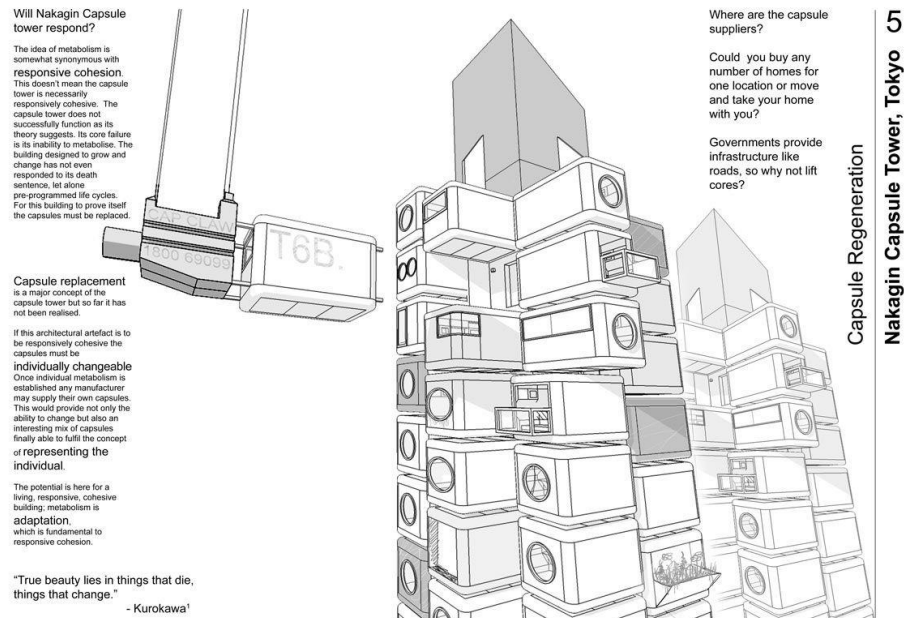 Will Nakagin Capsule
tower respond?
The idea of metabolism is
somewhat synonymous with
responsive cohesion.
This doesn't mean the capsule
tower is necessarily
responsively cohesive. The
capsule tower does not
successfully function as its
theory suggests. Its core failure
is its inability to metabolise. The
building designed to grow and
change has not even
responded to its death
sentence, let alone
pre-programmed life cycles.
For this building to prove itself
the capsules must be replaced.
Capsule replacement
is a major concept of the
capsule tower but so far it has
not been realised.
If this architectural artefact is to
be responsively cohesive the
capsules must be
individually changeable
Once individual metabolism is
established any manufacturer
may supply their own capsules.
This would provide not only the
ability to change but also an
interesting mix of capsules
finally able to fulfil the concept
of representing the
individual.
The potential is here for a
living, responsive, cohesive
building; metabolism is
adaptation,
which is fundamental to
responsive cohesion.
“True beauty lies in things that die,
things that change.”
- Kurokawa¹
CAP CLAW
1800 69099
T6B.
Where are the capsule
suppliers?
Could you buy any
number of homes for
one location or move
and take your home
with you?
Governments provide
infrastructure like
roads, so why not lift
cores?
Capsule Regeneration
Nakagin Capsule Tower, Tokyo 5